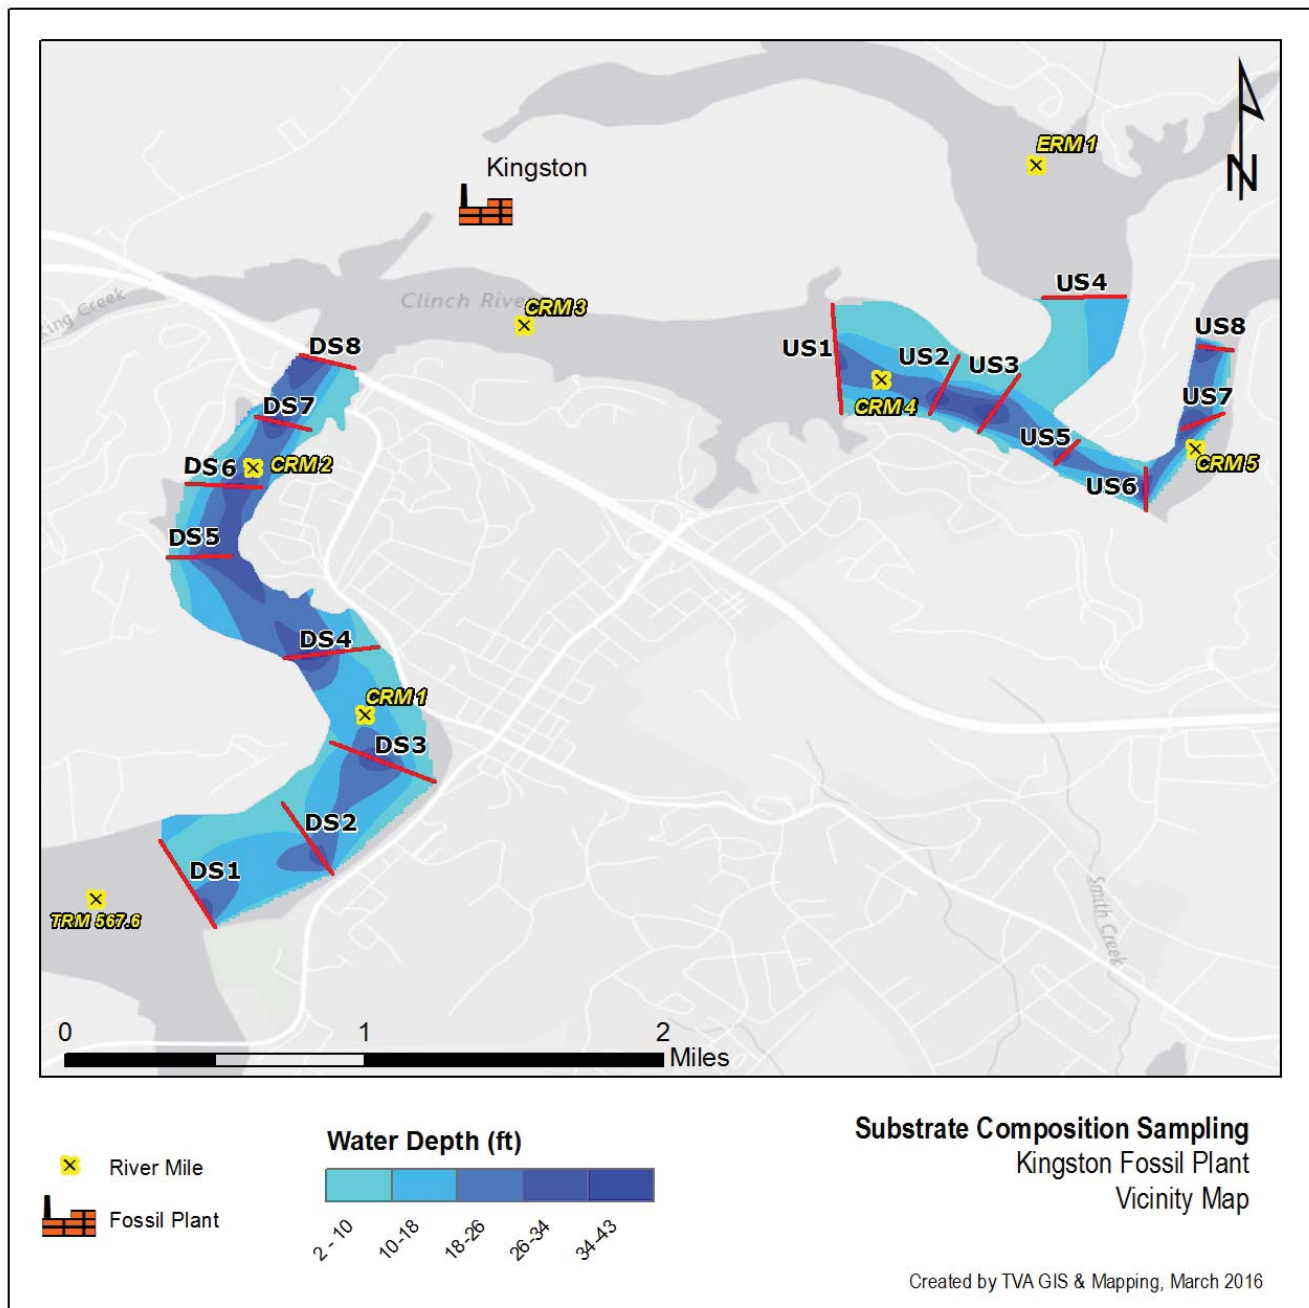 Kingston
ERM 1
N
US4
Clinch River
CRM 3
King Creek
US8
DS8
US1
US2
US3
CRM 4
US7
DS7
US5
CRM 5
DS6
CRM 2
US6
DS5
DS4
CRM 1
DS3
DS2
DS1
Smith Creek
TRM 567.6
0 1 2
Miles
Water Depth (ft)
River Mile
Fossil Plant
2 - 10 10-18 18-26 26-34 34-43
Substrate Composition Sampling
Kingston Fossil Plant
Vicinity Map
Created by TVA GIS & Mapping, March 2016